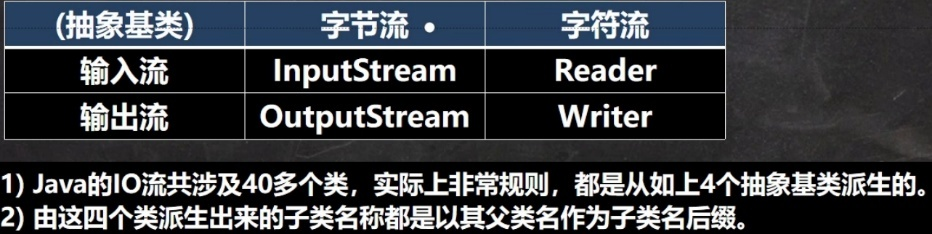 (抽象基类) 字节流 字符流
输入流 InputStream Reader
输出流 OutputStream Writer
1) Java的IO流共涉及40多个类，实际上非常规则，都是从如上4个抽象基类派生的。
2) 由这四个类派生出来的子类名称都是以其父类名作为子类名后缀。